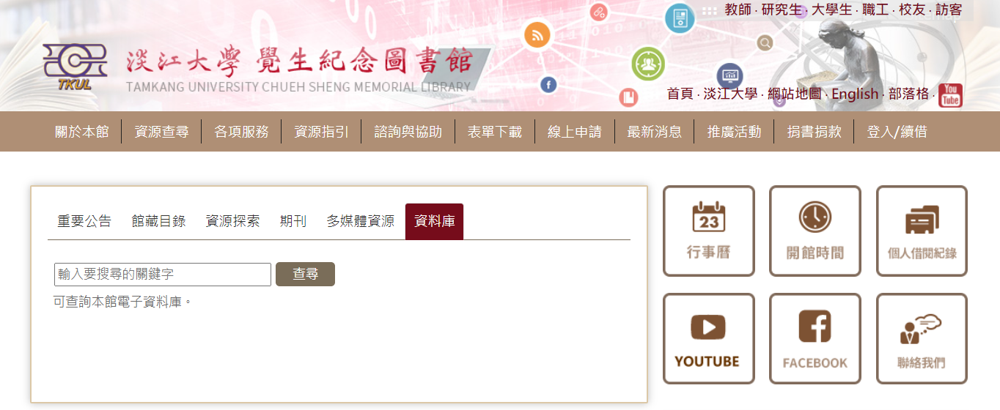 教師 · 研究生 · 大學生 · 職工 · 校友 · 訪客
淡江大學 覺生紀念圖書館
TKUL
TAMKANG UNIVERSITY CHUEH SHENG MEMORIAL LIBRARY
首頁 · 淡江大學 · 網站地圖 · English · 部落格 · You Tube
關於本館 資源查尋 各項服務 資源指引 諮詢與協助 表單下載 線上申請 最新消息 推廣活動 捐書捐款 登入/續借
重要公告 館藏目錄 資源探索 期刊 多媒體資源 資料庫
輸入要搜尋的關鍵字 查尋
可查詢本館電子資料庫。
23
行事曆 開館時間 個人借閱紀錄
YOUTUBE FACEBOOK 聯絡我們